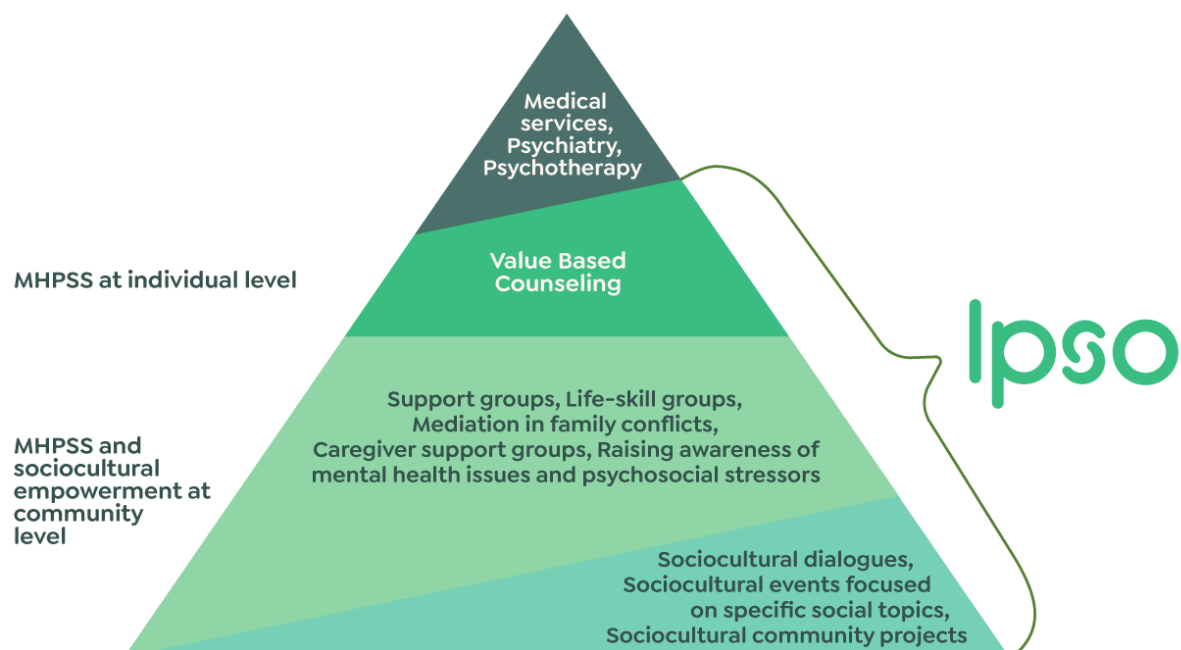 Medical
services,
Psychiatry,
Psychotherapy
MHPSS at individual level
Value Based
Counseling
Ipso
MHPSS and
sociocultural
empowerment at
community
level
Support groups, Life-skill groups,
Mediation in family conflicts,
Caregiver support groups, Raising awareness of
mental health issues and psychosocial stressors
Sociocultural dialogues,
Sociocultural events focused
on specific social topics,
Sociocultural community projects